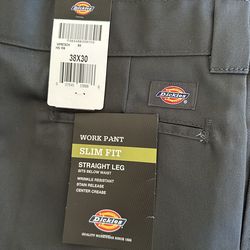 Dickies
38X30
Dickies
WORK PANT
SLIM FIT
STRAIGHT LEG
SITS BELOW WAIST
WRINKLE RESISTANT
STAIN RELEASE
CENTER CREASE
Dickies
QUALITY WORKWEAR SINCE 1922